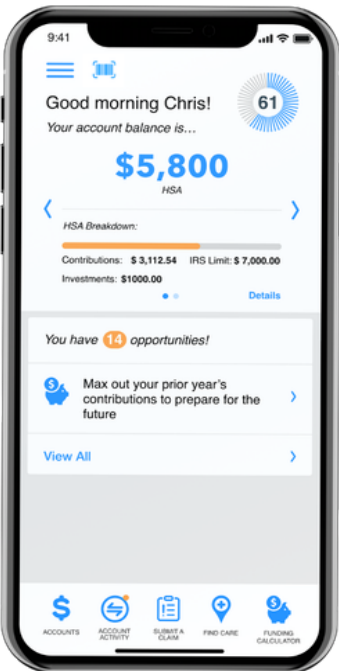 9:41
Good morning Chris!
61
Your account balance is...
$5,800
HSA
HSA Breakdown:
Contributions: $ 3,112.54 IRS Limit: $ 7,000.00
Investments: $1000.00
Details
You have 14 opportunities!
Max out your prior year's
contributions to prepare for the
future
View All
ACCOUNTS
ACCOUNT
ACTIVITY
SUBMIT A
CLAIM
FIND CARE
FUNDING
CALCULATOR